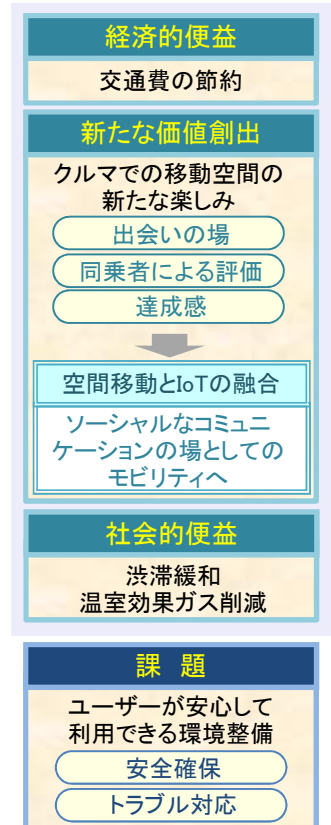 経済的便益
交通費の節約
新たな価値創出
クルマでの移動空間の
新たな楽しみ
出会いの場
同乗者による評価
達成感
空間移動とIoTの融合
ソーシャルなコミュニ
ケーションの場としての
モビリティへ
社会的便益
渋滞緩和
温室効果ガス削減
課 題
ユーザーが安心して
利用できる環境整備
安全確保
トラブル対応